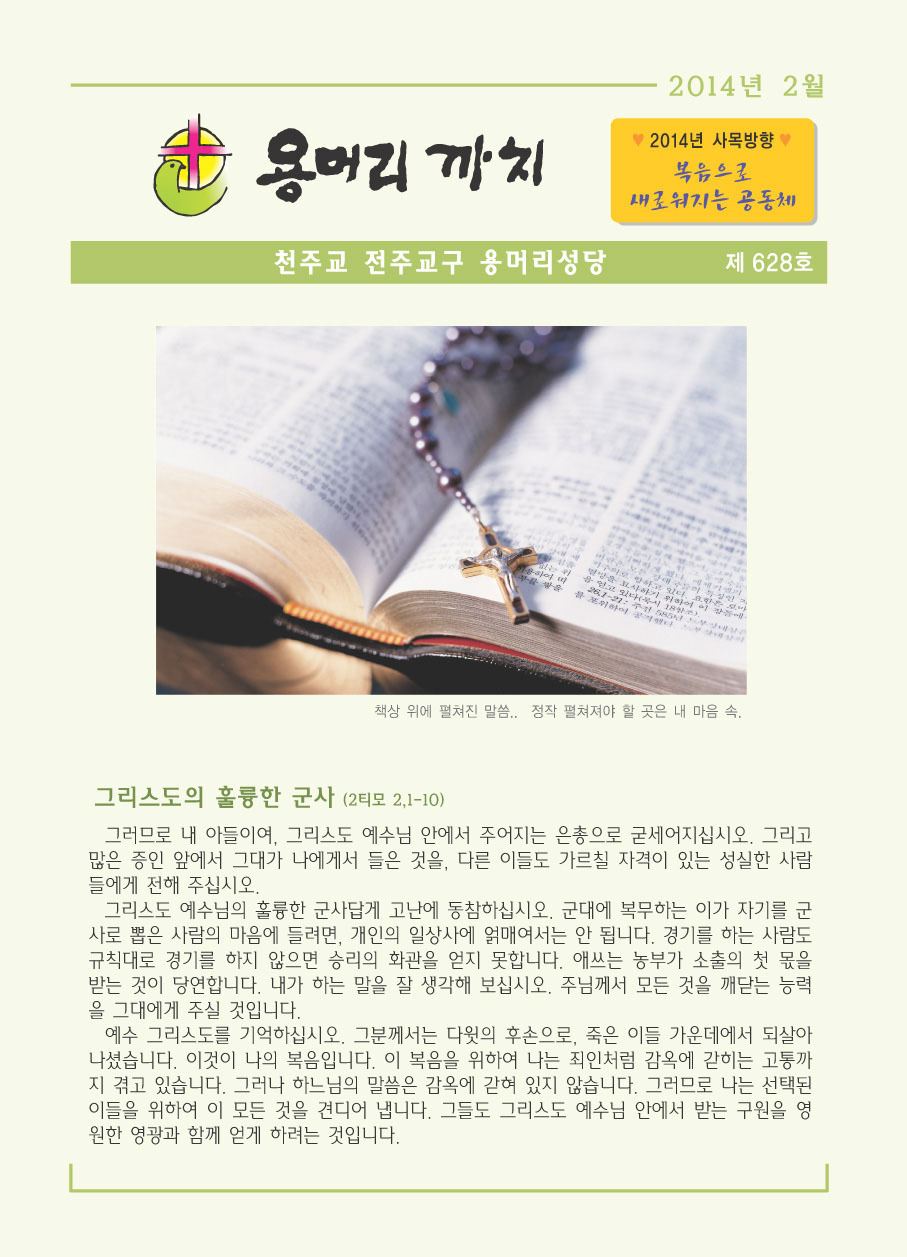 2014년 2월
용머리 까치
♥ 2014년 사목방향 ♥
복음으로
새로워지는 공동체
천주교 전주교구 용머리성당
제 628호
26,1-21: 주전 585년
책상 위에 펼쳐진 말씀.. 정작 펼쳐져야 할 곳은 내 마음 속.
그리스도의 훌륭한 군사 (2티모 2,1-10)
그러므로 내 아들이여, 그리스도 예수님 안에서 주어지는 은총으로 굳세어지십시오. 그리고
많은 증인 앞에서 그대가 나에게서 들은 것을, 다른 이들도 가르칠 자격이 있는 성실한 사람
들에게 전해 주십시오.
그리스도 예수님의 훌륭한 군사답게 고난에 동참하십시오. 군대에 복무하는 이가 자기를 군
사로 뽑은 사람의 마음에 들려면, 개인의 일상사에 얽매여서는 안 됩니다. 경기를 하는 사람도
규칙대로 경기를 하지 않으면 승리의 화관을 얻지 못합니다. 애쓰는 농부가 소출의 첫 몫을
받는 것이 당연합니다. 내가 하는 말을 잘 생각해 보십시오. 주님께서 모든 것을 깨닫는 능력
을 그대에게 주실 것입니다.
예수 그리스도를 기억하십시오. 그분께서는 다윗의 후손으로, 죽은 이들 가운데에서 되살아
나셨습니다. 이것이 나의 복음입니다. 이 복음을 위하여 나는 죄인처럼 감옥에 갇히는 고통까
지 겪고 있습니다. 그러나 하느님의 말씀은 감옥에 갇혀 있지 않습니다. 그러므로 나는 선택된
이들을 위하여 이 모든 것을 견디어 냅니다. 그들도 그리스도 예수님 안에서 받는 구원을 영
원한 영광과 함께 얻게 하려는 것입니다.